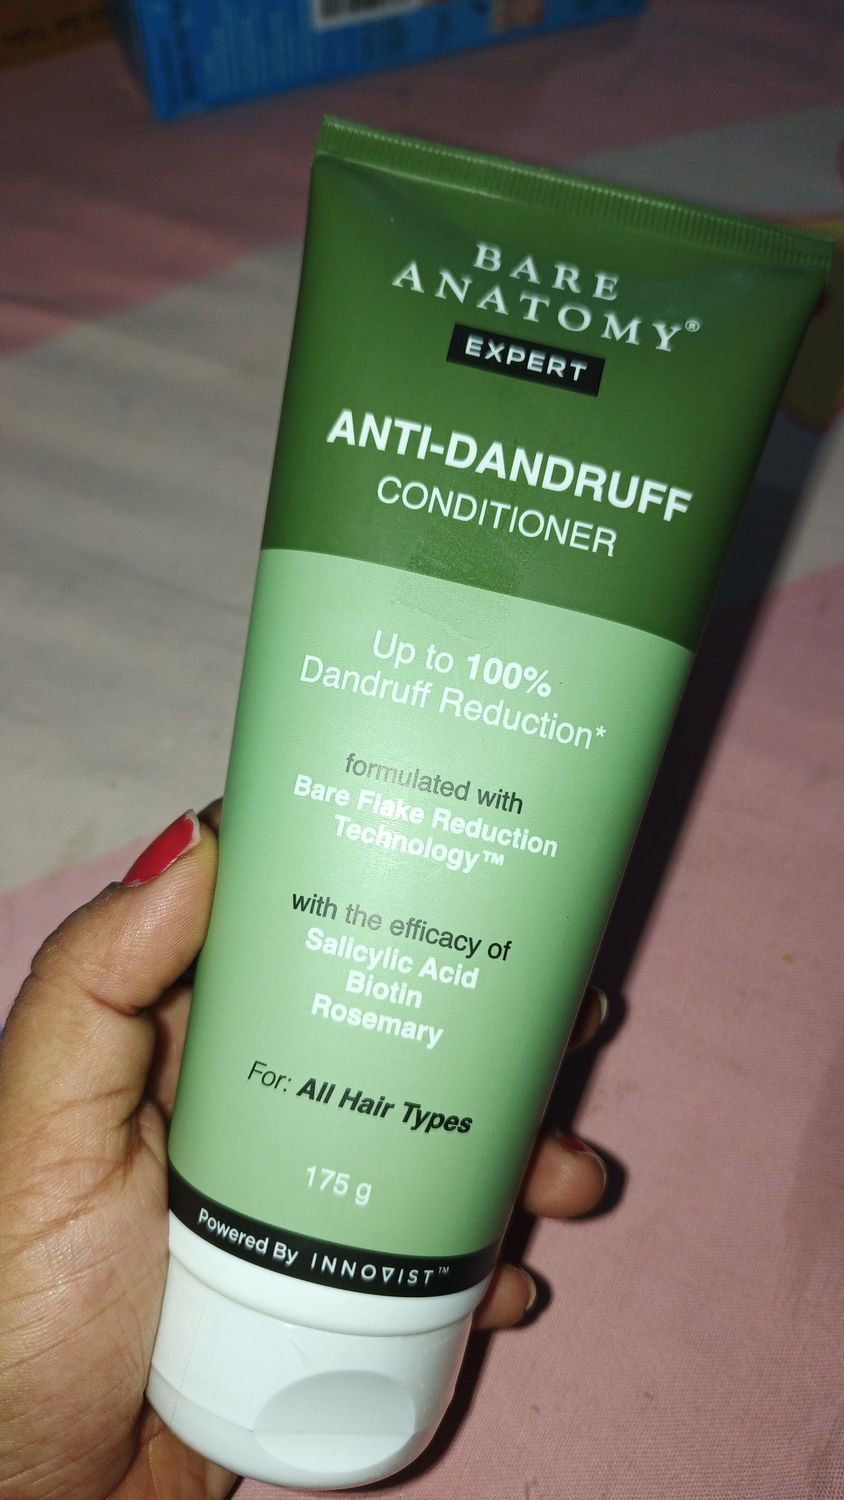 BARE
ANATOMY®
EXPERT
ANTI-DANDRUFF
CONDITIONER
Up to 100%
Dandruff Reduction*
formulated with
Bare Flake Reduction
Technology™
with the efficacy of
Salicylic Acid
Biotin
Rosemary
For: All Hair Types
175 g
Powered By INNOVIST™